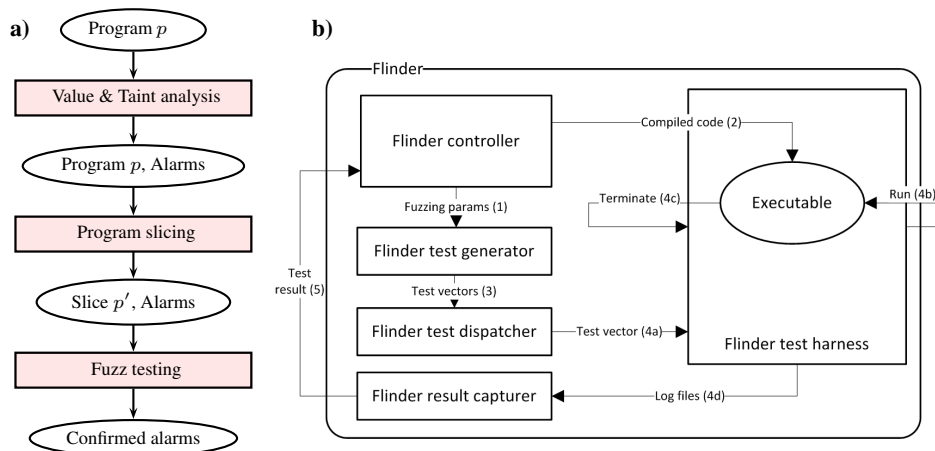 a)
Program p
Value & Taint analysis
Program p, Alarms
Program slicing
Slice p′, Alarms
Fuzz testing
Confirmed alarms
b)
Flinder
Flinder controller
Compiled code (2)
Executable
Run (4b)
Terminate (4c)
Fuzzing params (1)
Flinder test generator
Test
result (5)
Test vectors (3)
Flinder test dispatcher
Test vector (4a)
Flinder test harness
Flinder result capturer
Log files (4d)